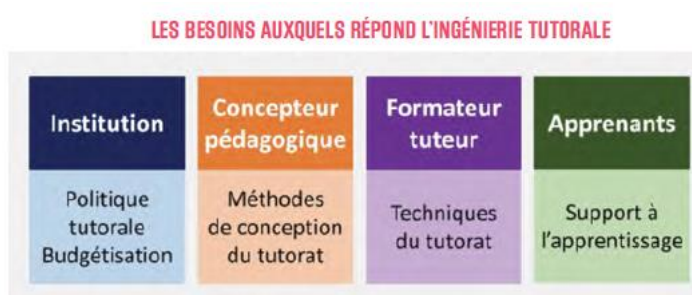 LES BESOINS AUXQUELS RÉPOND L'INGÉNIERIE TUTORALE
Institution
Politique
tutorale
Budgétisation
Concepteur
pédagogique
Méthodes
de conception
du tutorat
Formateur
tuteur
Techniques
du tutorat
Apprenants
Support à
l'apprentissage